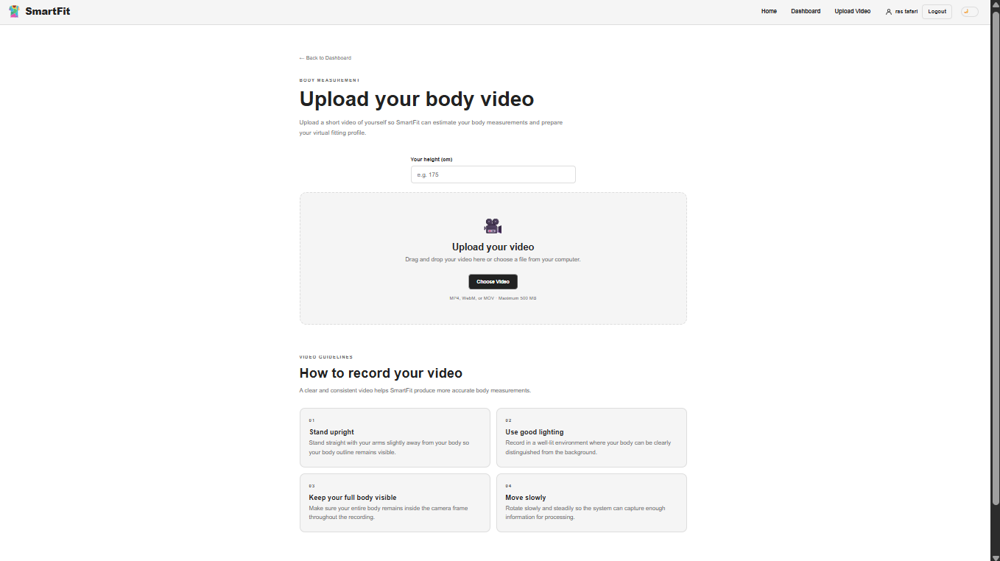 SmartFit
Home Dashboard Upload Video ras tafari Logout
← Back to Dashboard
BODY MEASUREMENT
Upload your body video
Upload a short video of yourself so SmartFit can estimate your body measurements and prepare
your virtual fitting profile.
Your height (cm)
e.g. 175
Upload your video
Drag and drop your video here or choose a file from your computer.
Choose Video
MP4, WebM, or MOV · Maximum 500 MB
VIDEO GUIDELINES
How to record your video
A clear and consistent video helps SmartFit produce more accurate body measurements.
01
Stand upright
Stand straight with your arms slightly away from your body so
your body outline remains visible.
02
Use good lighting
Record in a well-lit environment where your body can be clearly
distinguished from the background.
03
Keep your full body visible
Make sure your entire body remains inside the camera frame
throughout the recording.
04
Move slowly
Rotate slowly and steadily so the system can capture enough
information for processing.